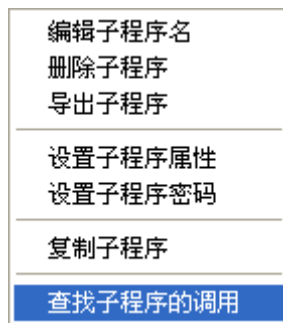 编辑子程序名
删除子程序
导出子程序
设置子程序属性
设置子程序密码
复制子程序
查找子程序的调用